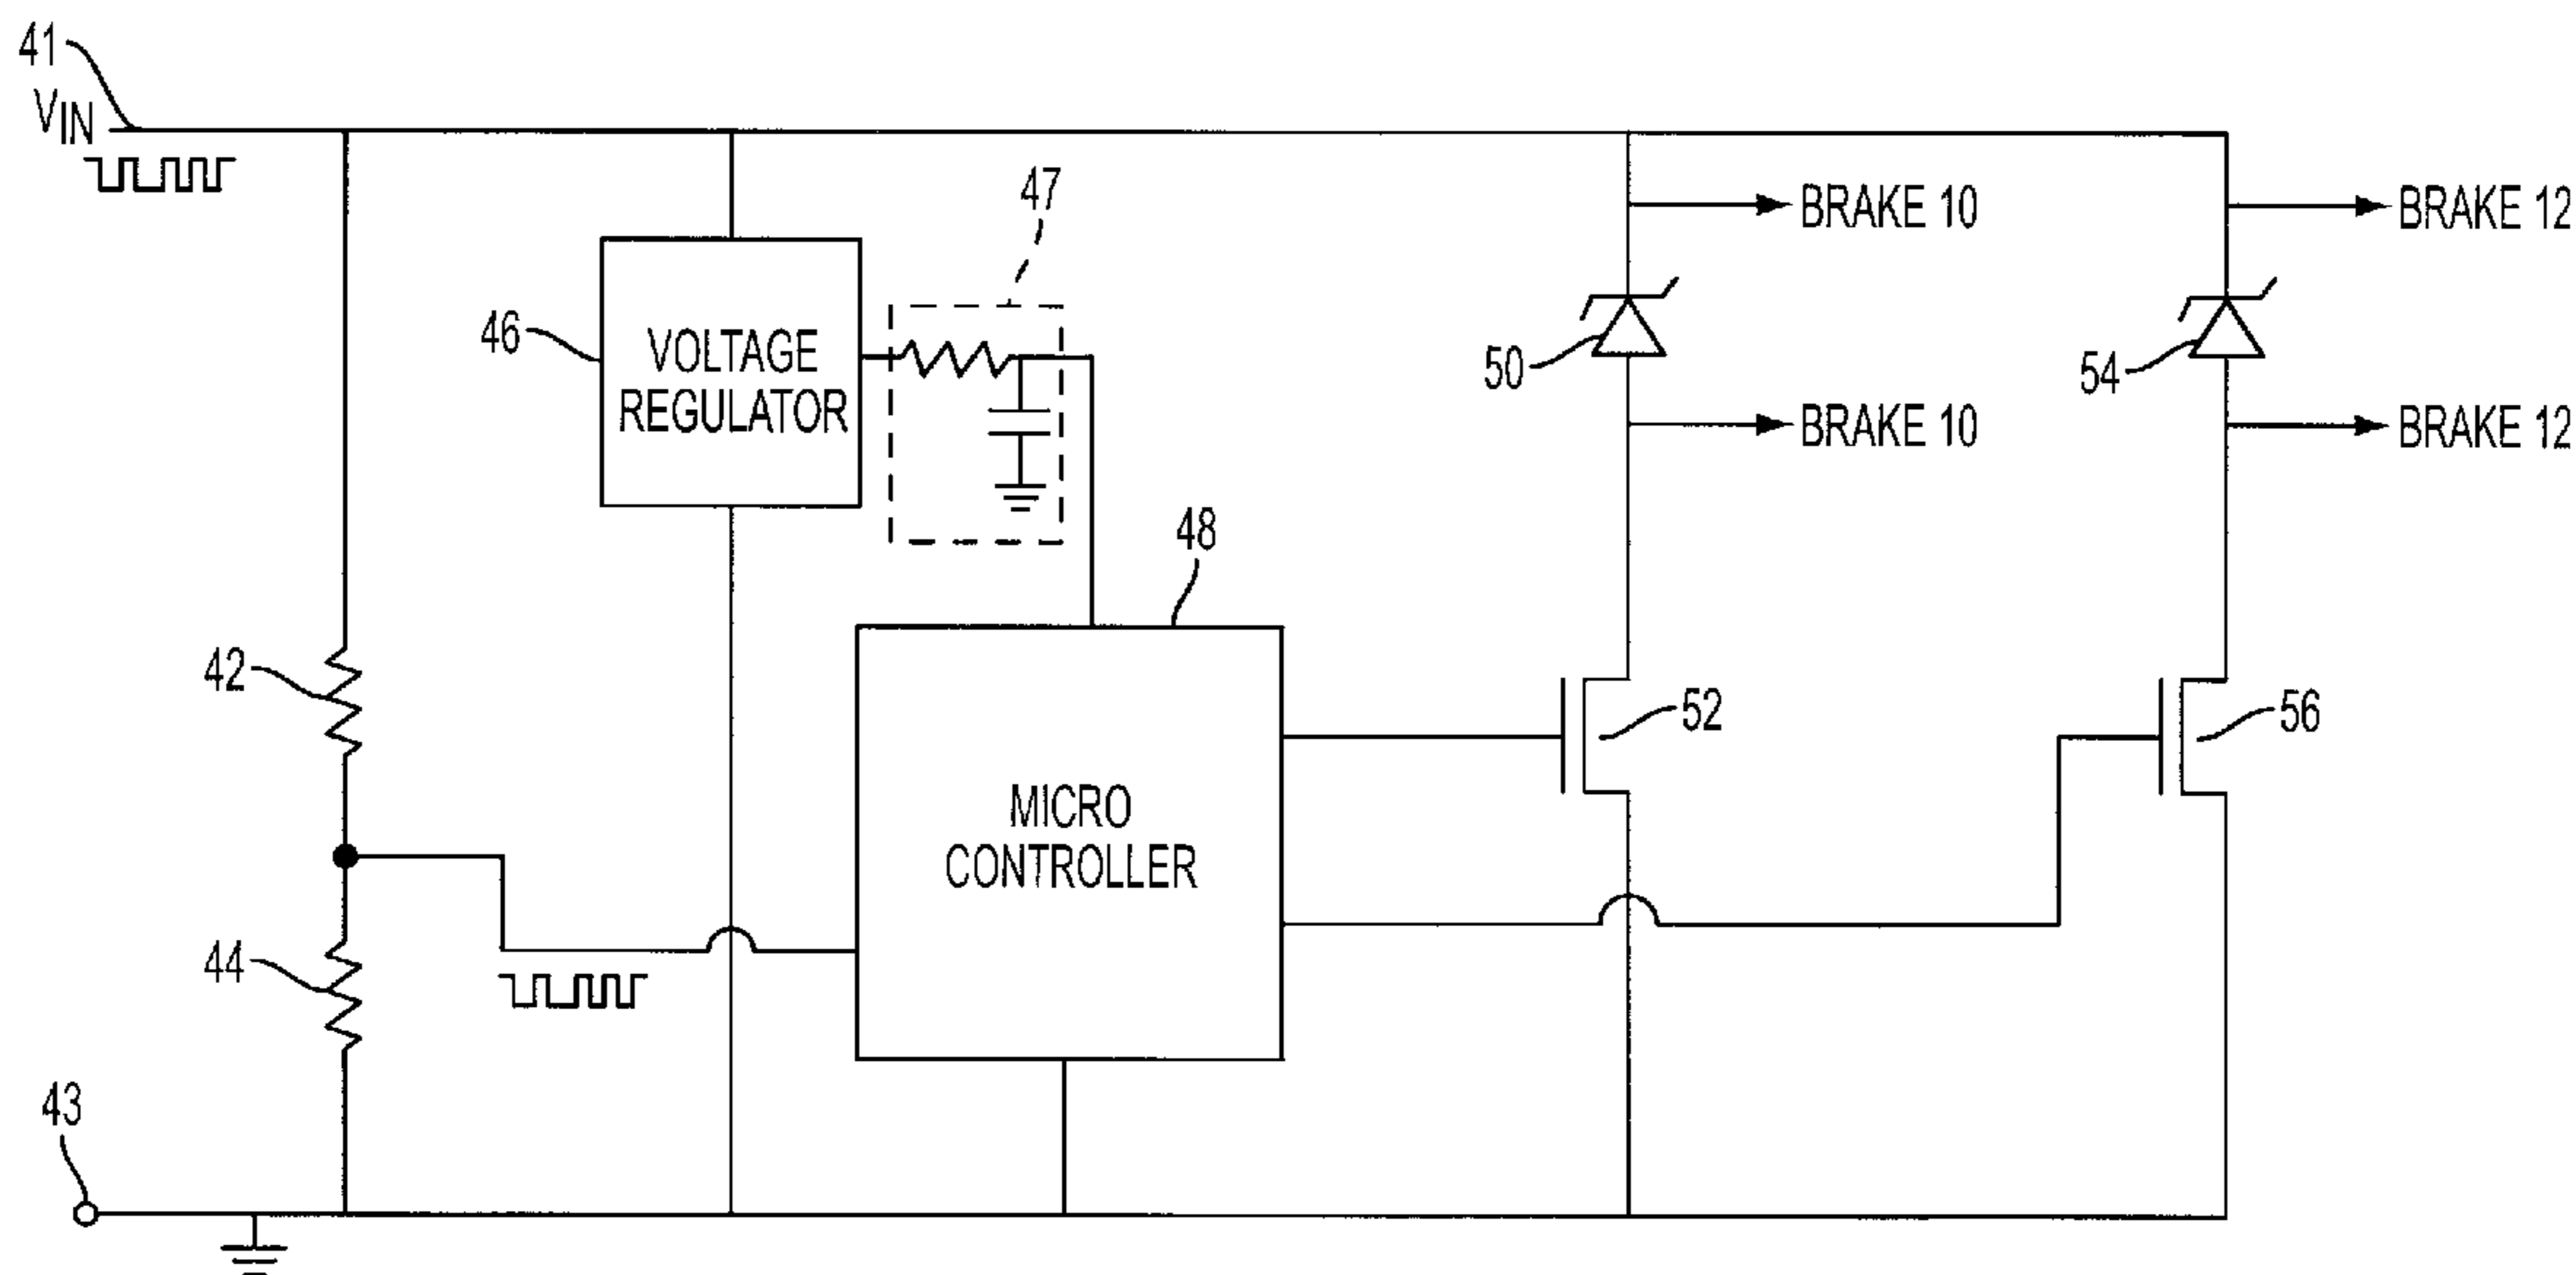 41
VIN
47
BRAKE 10
BRAKE 12
46
VOLTAGE
REGULATOR
50
54
BRAKE 10
BRAKE 12
48
42
52
56
MICRO
CONTROLLER
44
43